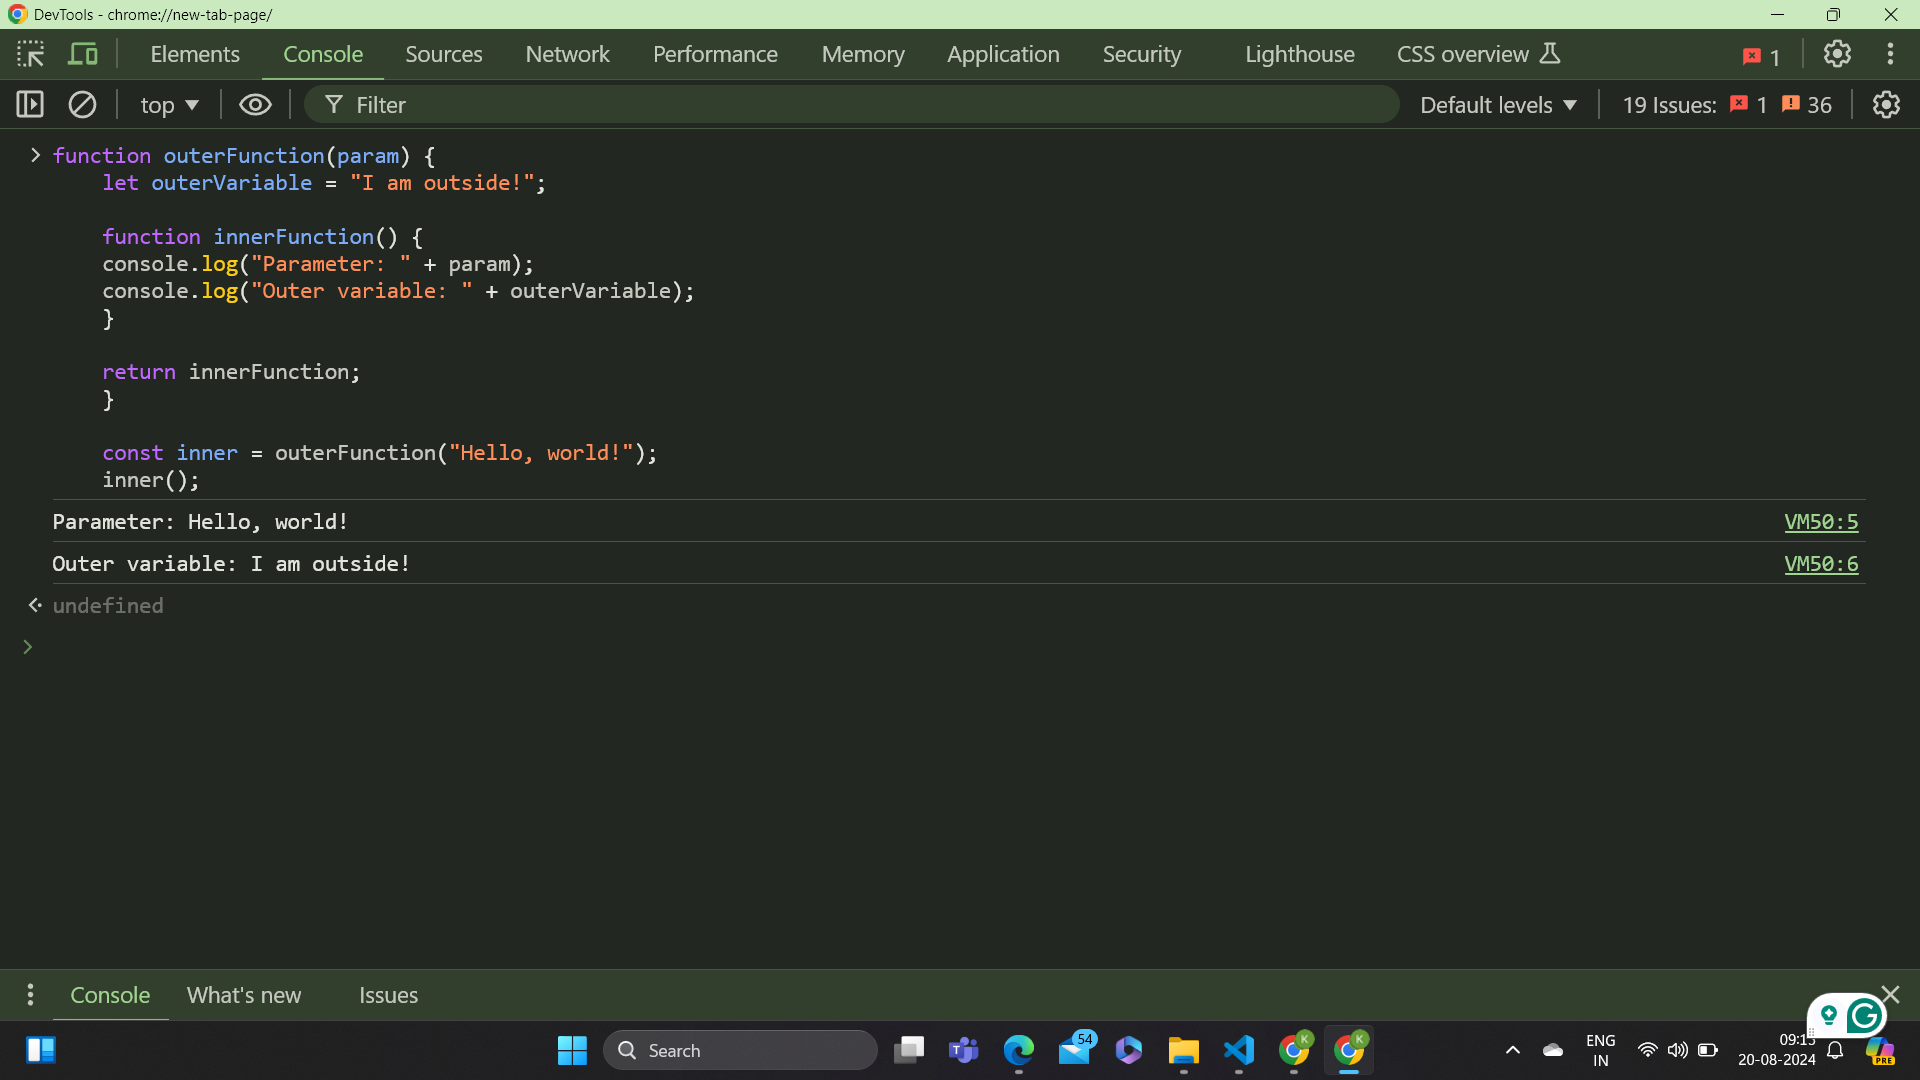 DevTools - chrome://new-tab-page/
Elements Console Sources Network Performance Memory Application Security Lighthouse CSS overview 1
top Filter Default levels 19 Issues: 1 36
function outerFunction(param) {
let outerVariable = "I am outside!";
function innerFunction() {
console.log("Parameter: " + param);
console.log("Outer variable: " + outerVariable);
}
return innerFunction;
}
const inner = outerFunction("Hello, world!");
inner();
Parameter: Hello, world! VM50:5
Outer variable: I am outside! VM50:6
undefined
Console What's new Issues
Search
54
K
K
ENG
IN
20-08-2024
PRE